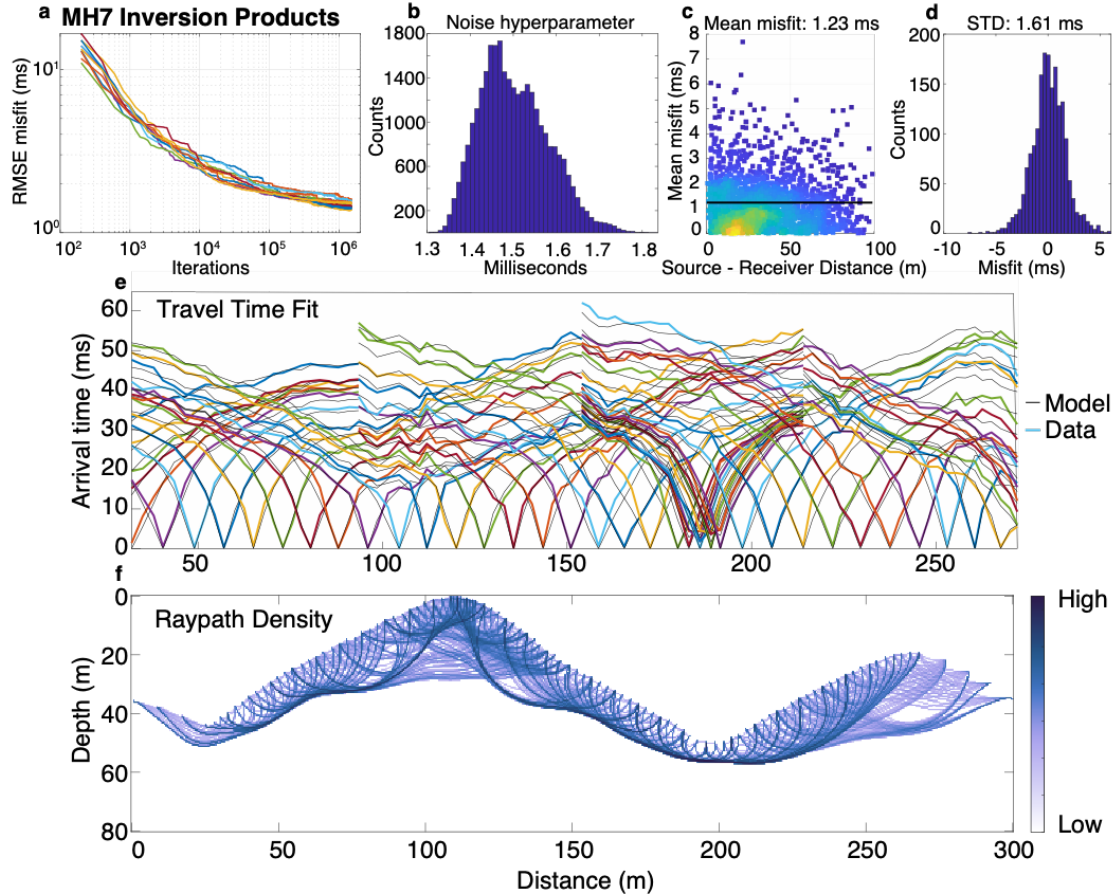 a MH7 Inversion Products
RMSE misfit (ms)
10¹
10⁰
10² 10³ 10⁴ 10⁵ 10⁶
Iterations
b Noise hyperparameter
Counts
1800
1400
1000
600
200
1.3 1.4 1.5 1.6 1.7 1.8
Milliseconds
c Mean misfit: 1.23 ms
Mean misfit (ms)
8
7
6
5
4
3
2
1
0
0 50 100
Source - Receiver Distance (m)
d STD: 1.61 ms
Counts
200
150
100
50
0
-10 -5 0 5
Misfit (ms)
e
Travel Time Fit
Arrival time (ms)
60
50
40
30
20
10
0
50 100 150 200 250
Model
Data
f
Raypath Density
Depth (m)
0
20
40
60
80
0 50 100 150 200 250 300
Distance (m)
High
Low